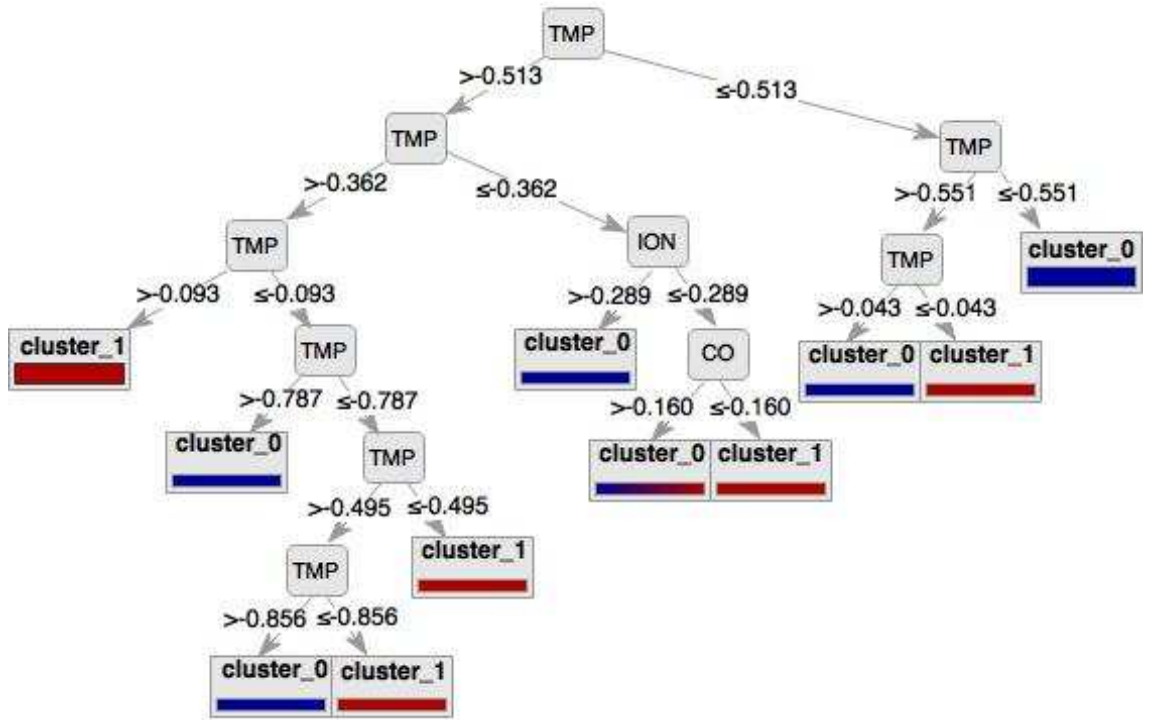 TMP
>-0.513
≤-0.513
TMP
TMP
>-0.362
≤-0.362
>-0.551
≤-0.551
TMP
ION
TMP
cluster_0
>-0.093
≤-0.093
>-0.289
≤-0.289
>-0.043
≤-0.043
cluster_1
TMP
cluster_0
CO
cluster_0
cluster_1
>-0.787
≤-0.787
>-0.160
≤-0.160
cluster_0
TMP
cluster_0
cluster_1
>-0.495
≤-0.495
TMP
cluster_1
>-0.856
≤-0.856
cluster_0
cluster_1